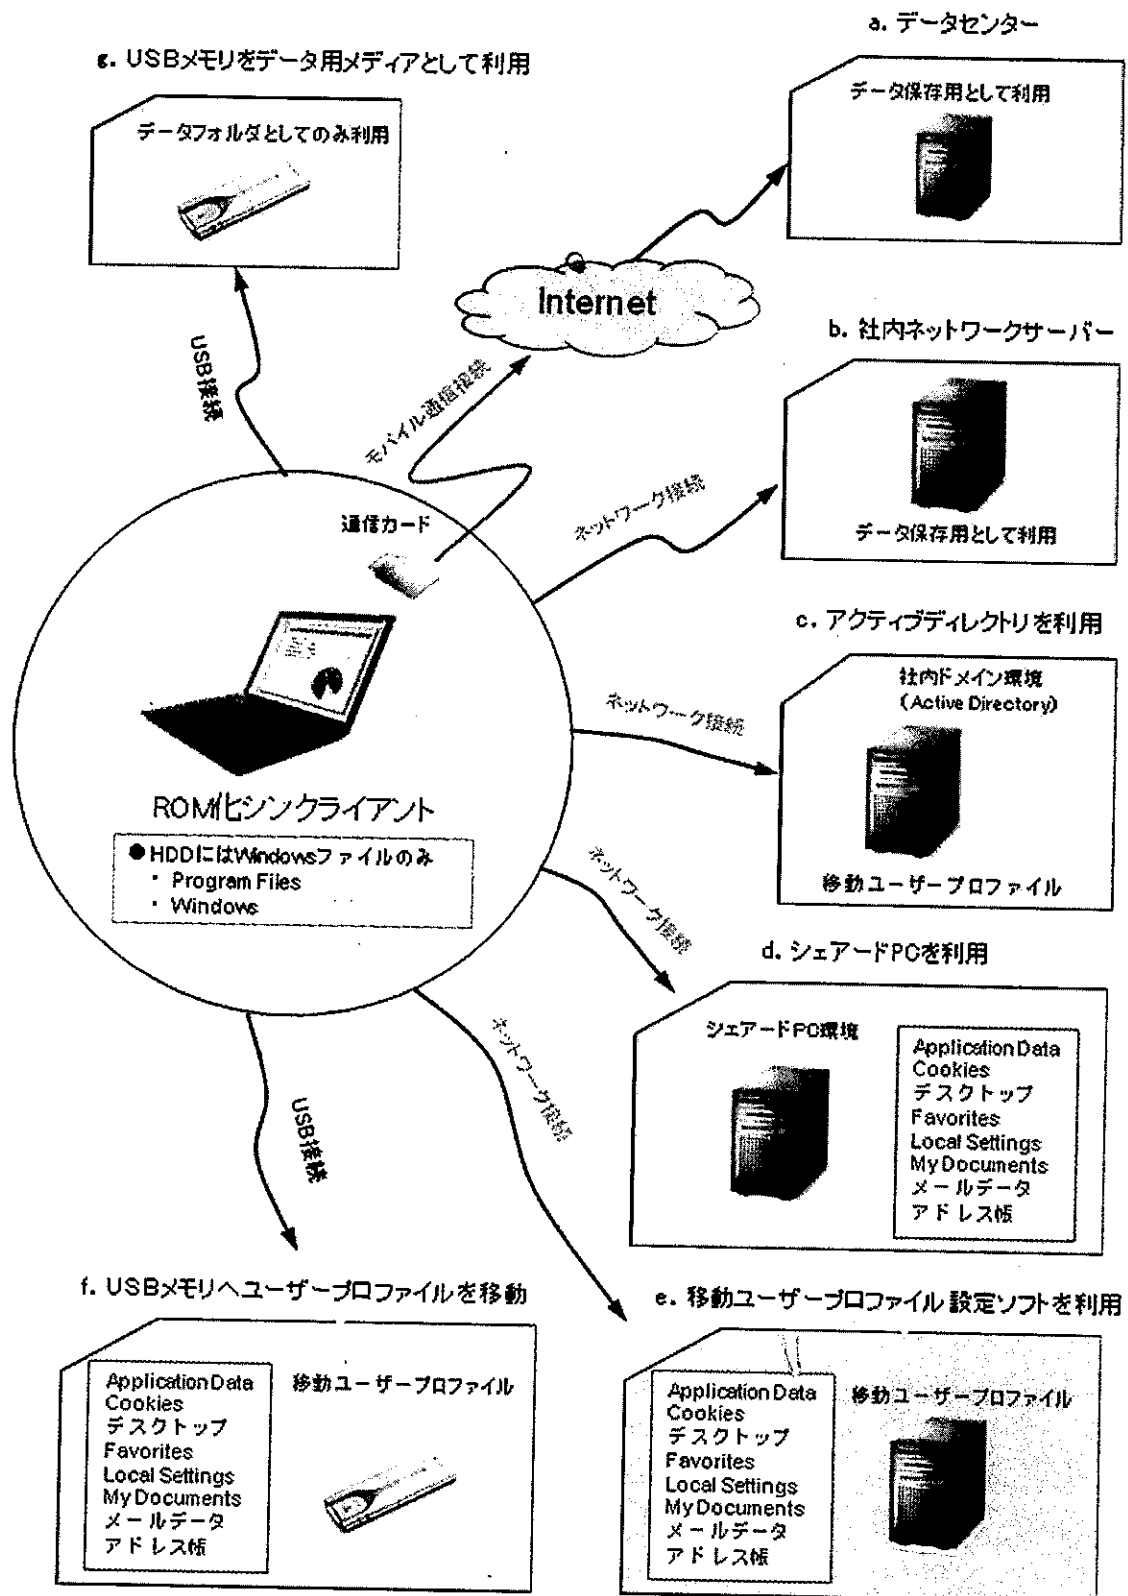 a. データセンター
データ保存用として利用
g. USBメモリをデータ用メディアとして利用
データフォルダとしてのみ利用
Internet
b. 社内ネットワークサーバー
データ保存用として利用
USB接続
モバイル通信接続
ネットワーク接続
通信カード
c. アクティブディレクトリを利用
社内ドメイン環境
(Active Directory)
移動ユーザープロファイル
ネットワーク接続
ROM化シンクライアント
●HDDにはWindowsファイルのみ
・ Program Files
・ Windows
ネットワーク接続
d. シェアードPCを利用
シェアードPC環境
Application Data
Cookies
デスクトップ
Favorites
Local Settings
My Documents
メールデータ
アドレス帳
ネットワーク接続
USB接続
f. USBメモリへユーザープロファイルを移動
Application Data
Cookies
デスクトップ
Favorites
Local Settings
My Documents
メールデータ
アドレス帳
移動ユーザープロファイル
e. 移動ユーザープロファイル設定ソフトを利用
Application Data
Cookies
デスクトップ
Favorites
Local Settings
My Documents
メールデータ
アドレス帳
移動ユーザープロファイル